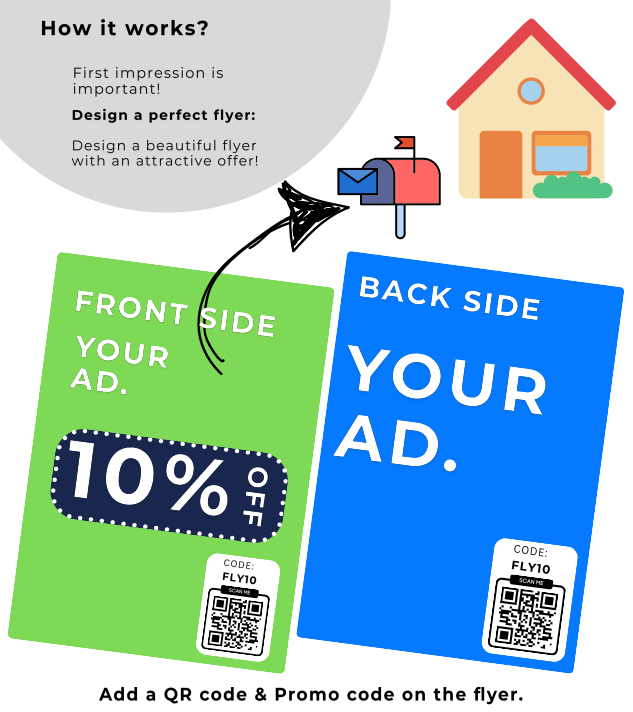 How it works?
First impression is
important!
Design a perfect flyer:
Design a beautiful flyer
with an attractive offer!
FRONT SIDE
YOUR
AD.
10% OFF
CODE:
FLY10
SCAN ME
BACK SIDE
YOUR
AD.
CODE:
FLY10
SCAN ME
Add a QR code & Promo code on the flyer.